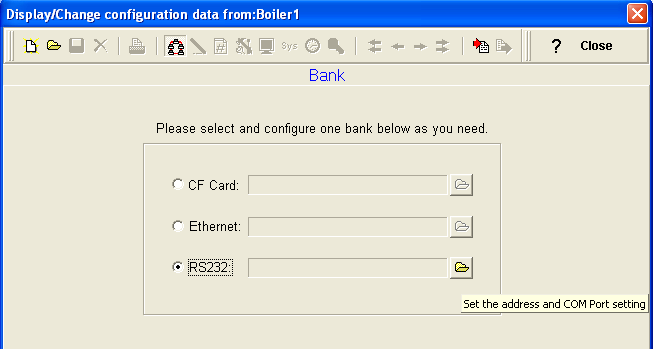 Display/Change configuration data from:Boiler1
Sys ? Close
Bank
Please select and configure one bank below as you need.
CF Card:
Ethernet:
RS232:
Set the address and COM Port setting